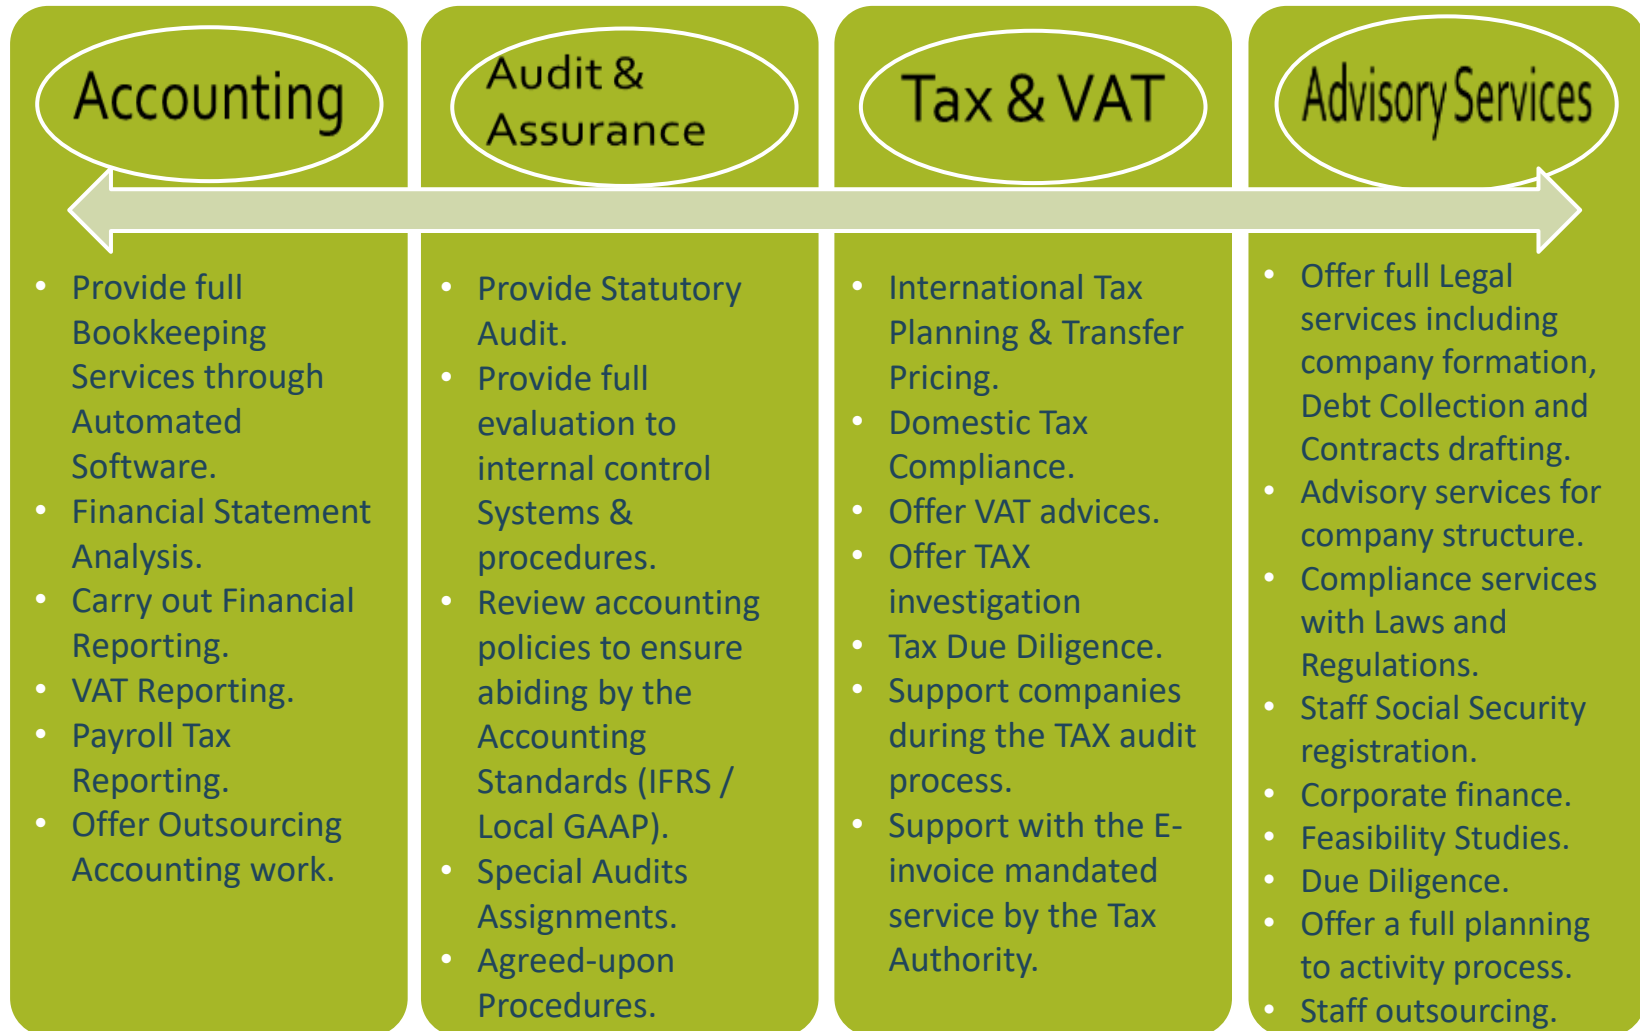 Accounting
• Provide full
Bookkeeping
Services through
Automated
Software.
• Financial Statement
Analysis.
• Carry out Financial
Reporting.
• VAT Reporting.
• Payroll Tax
Reporting.
• Offer Outsourcing
Accounting work.
Audit &
Assurance
• Provide Statutory
Audit.
• Provide full
evaluation to
internal control
Systems &
procedures.
• Review accounting
policies to ensure
abiding by the
Accounting
Standards (IFRS /
Local GAAP).
• Special Audits
Assignments.
• Agreed-upon
Procedures.
Tax & VAT
• International Tax
Planning & Transfer
Pricing.
• Domestic Tax
Compliance.
• Offer VAT advices.
• Offer TAX
investigation
• Tax Due Diligence.
• Support companies
during the TAX audit
process.
• Support with the E-
invoice mandated
service by the Tax
Authority.
Advisory Services
• Offer full Legal
services including
company formation,
Debt Collection and
Contracts drafting.
• Advisory services for
company structure.
• Compliance services
with Laws and
Regulations.
• Staff Social Security
registration.
• Corporate finance.
• Feasibility Studies.
• Due Diligence.
• Offer a full planning
to activity process.
• Staff outsourcing.